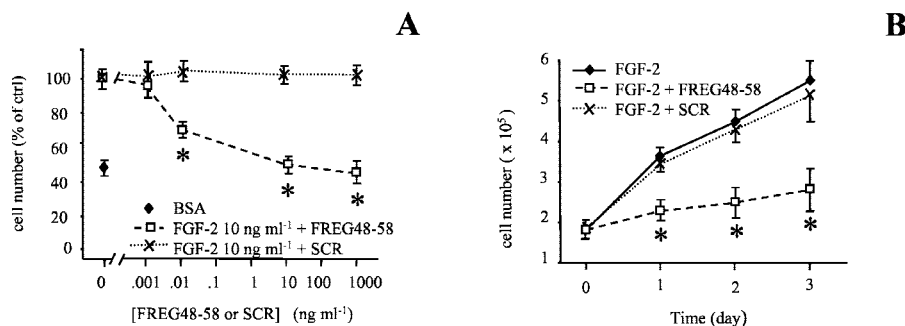 A
cell number (% of ctrl)
100
80
40
60
20
0
BSA
FGF-2 10 ng ml⁻¹ + FREG48-58
FGF-2 10 ng ml⁻¹ + SCR
0 .001 .01 .1 1 10 100 1000
[FREG48-58 or SCR] (ng ml⁻¹)
B
cell number ( x 10⁵)
6
5
4
3
2
1
FGF-2
FGF-2 + FREG48-58
FGF-2 + SCR
0 1 2 3
Time (day)